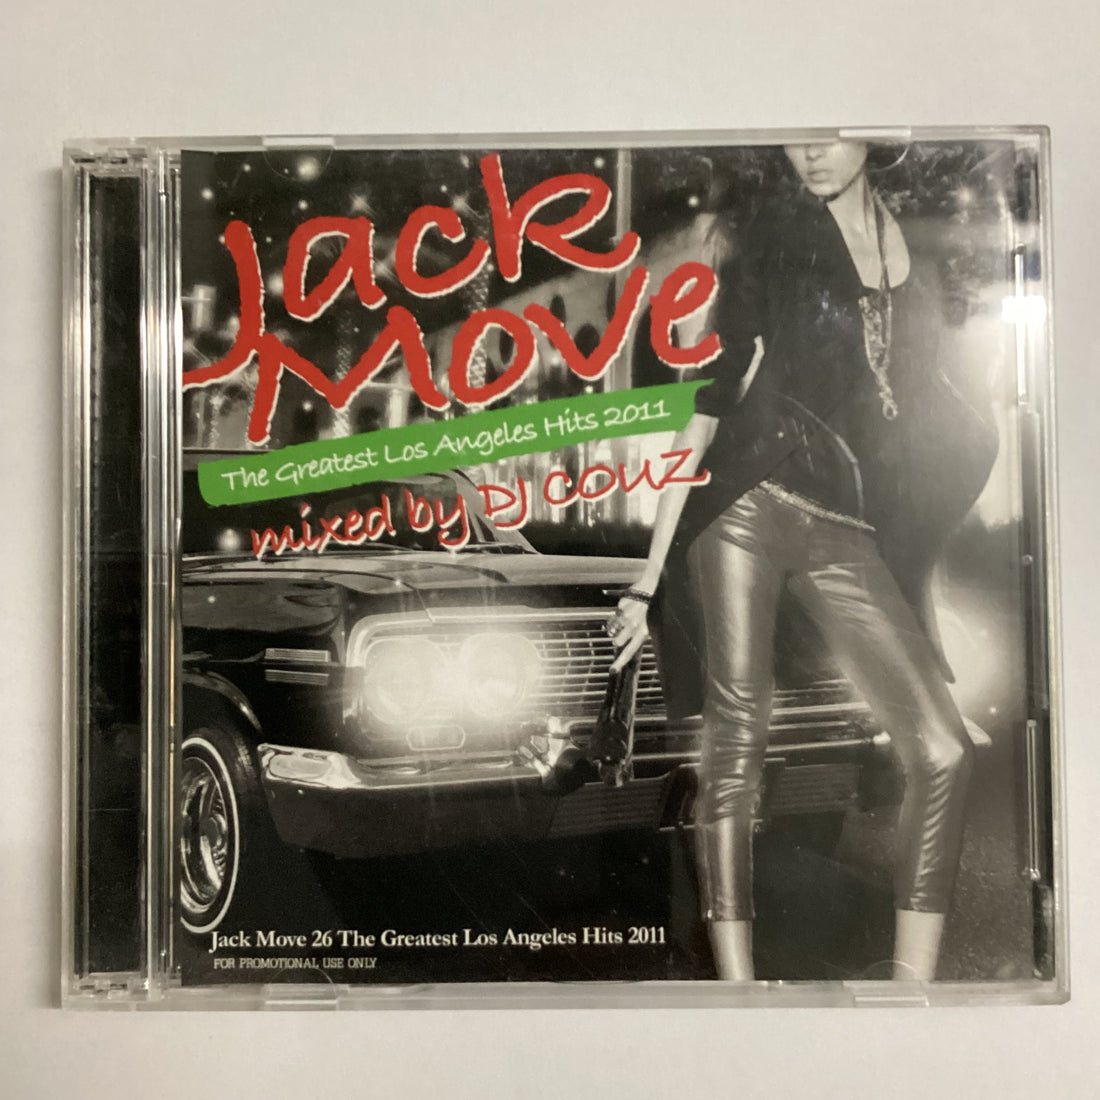 Jack
Move
The Greatest Los Angeles Hits 2011
mixed by DJ COUZ
Jack Move 26 The Greatest Los Angeles Hits 2011
FOR PROMOTIONAL USE ONLY